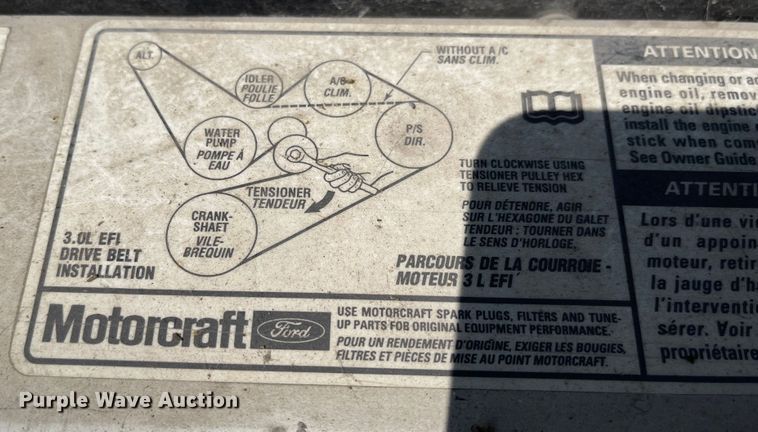 ALT.
IDLER
POULIE
FOLLE
A/C
CLIM.
WITHOUT A/C
SANS CLIM.
P/S
DIR.
WATER
PUMP
POMPE À
EAU
TENSIONER
TENDEUR
CRANK-
SHAFT
VILE-
BREQUIN
3.0L EFI
DRIVE BELT
INSTALLATION
TURN CLOCKWISE USING
TENSIONER PULLEY HEX
TO RELIEVE TENSION
POUR DÉTENDRE, AGIR
SUR L'HEXAGONE DU GALET
TENDEUR : TOURNER DANS
LE SENS D'HORLOGE.
PARCOURS DE LA COURROIE -
MOTEUR 3 L EFI
Motorcraft Ford
USE MOTORCRAFT SPARK PLUGS, FILTERS AND TUNE-
UP PARTS FOR ORIGINAL EQUIPMENT PERFORMANCE.
POUR UN RENDEMENT D'ORIGINE, EXIGER LES BOUGIES,
FILTRES ET PIÈCES DE MISE AU POINT MOTORCRAFT.
ATTENTION
When changing or
engine oil, remov
engine oil dipstic
install the engine
stick when com
See Owner Guide
ATTENTI
Lors d'une vi
d'un appoin
moteur, retir
la jauge d'h
l'interventi
sérer. Voir
propriétaire
Purple Wave Auction